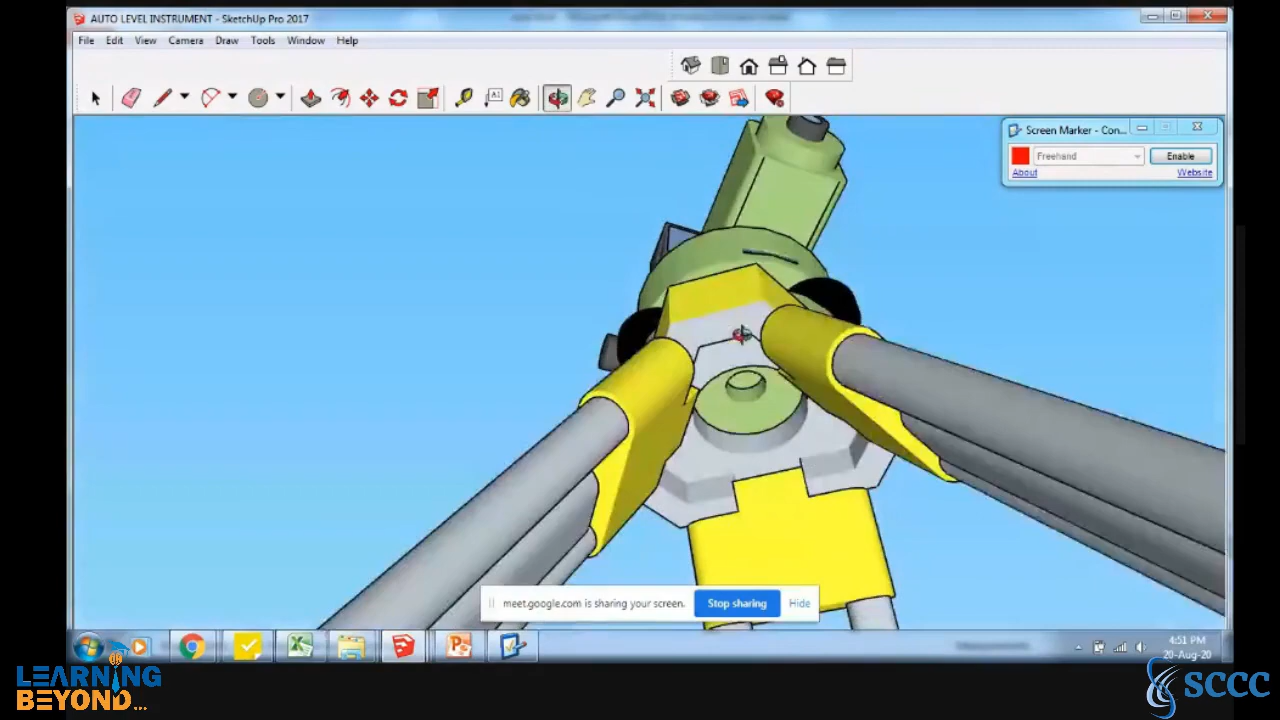 AUTO LEVEL INSTRUMENT - SketchUp Pro 2017
File Edit View Camera Draw Tools Window Help
A1
Screen Marker - Con...
Freehand
Enable
About
Website
meet.google.com is sharing your screen.
Stop sharing
Hide
4:51 PM
20-Aug-20
LEARNING
BEYOND...
SCCC